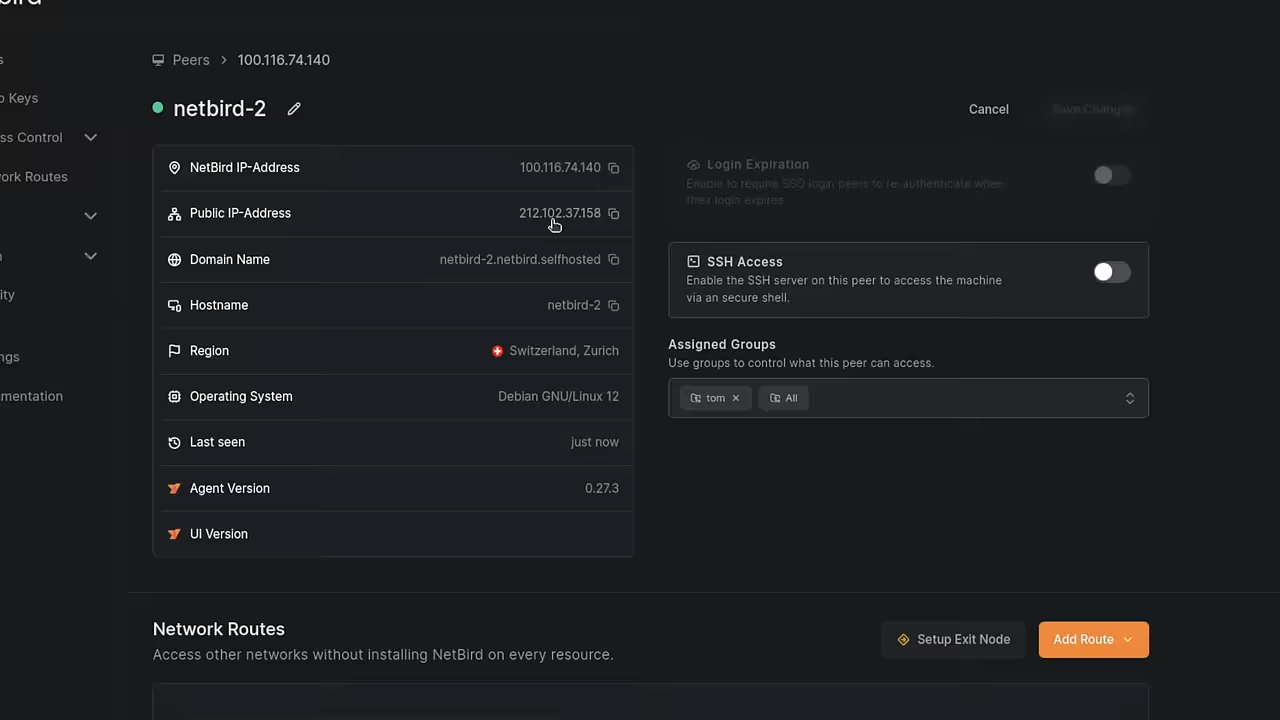 Peers > 100.116.74.140
netbird-2
Cancel
Save Changes
p Keys
ss Control
ork Routes
ity
ngs
mentation
NetBird IP-Address 100.116.74.140
Public IP-Address 212.102.37.158
Domain Name netbird-2.netbird.selfhosted
Hostname netbird-2
Region Switzerland, Zurich
Operating System Debian GNU/Linux 12
Last seen just now
Agent Version 0.27.3
UI Version
Login Expiration
Enable to require SSO login peers to re-authenticate when
their login expires
SSH Access
Enable the SSH server on this peer to access the machine
via an secure shell.
Assigned Groups
Use groups to control what this peer can access.
tom All
Network Routes
Access other networks without installing NetBird on every resource.
Setup Exit Node
Add Route